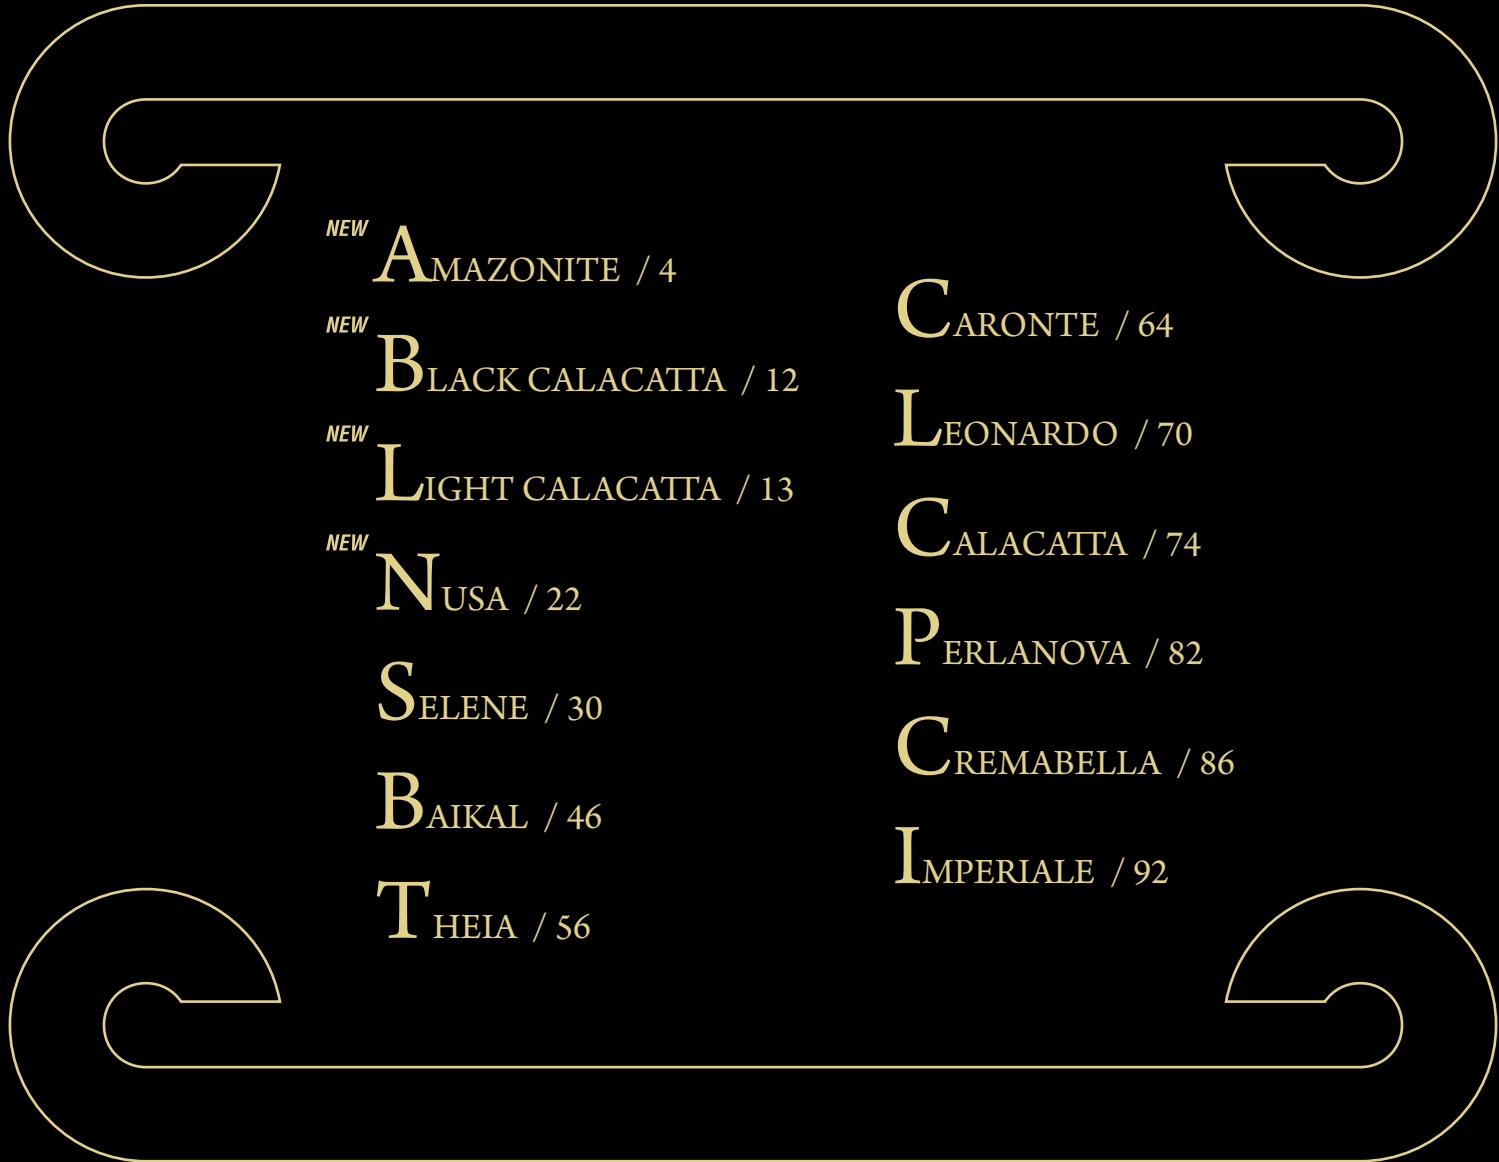 NEW
AMAZONITE / 4
NEW
BLACK CALACATTA / 12
NEW
LIGHT CALACATTA / 13
NEW
NUSA / 22
SELENE / 30
BAIKAL / 46
THEIA / 56
CARONTE / 64
LEONARDO / 70
CALACATTA / 74
PERLANOVA / 82
CREMABELLA / 86
IMPERIALE / 92